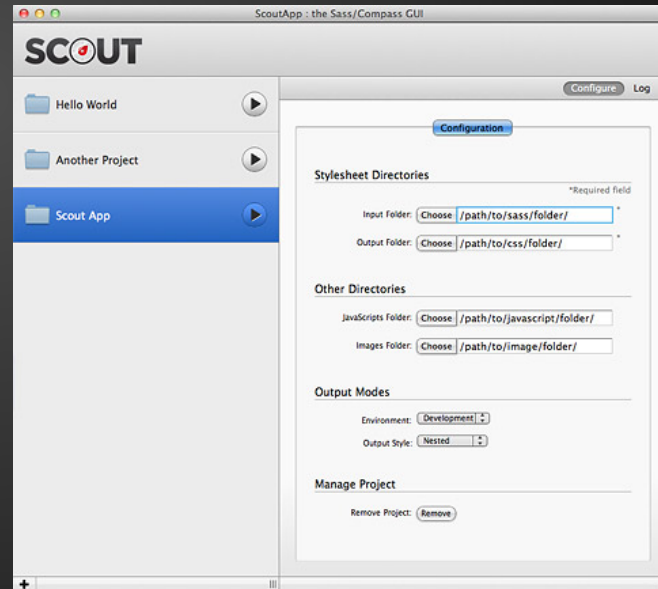 ScoutApp : the Sass/Compass GUI
SCOUT
Hello World
Another Project
Scout App
Configure Log
Configuration
Stylesheet Directories
*Required field
Input Folder: Choose /path/to/sass/folder/ *
Output Folder: Choose /path/to/css/folder/ *
Other Directories
JavaScripts Folder: Choose /path/to/javascript/folder/
Images Folder: Choose /path/to/image/folder/
Output Modes
Environment: Development
Output Style: Nested
Manage Project
Remove Project: Remove